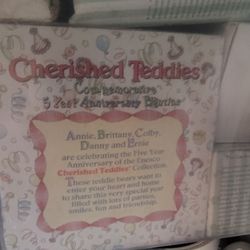 Cherished Teddies
Commemorative
5 Year Anniversary Figurine
Annie, Brittany, Colby,
Danny and Ernie
are celebrating the Five Year
Anniversary of the Enesco
Cherished Teddies Collection.
These teddie bears want to
enter your heart and home
to share this very special year
filled with lots of parties,
smiles, fun and friendship.